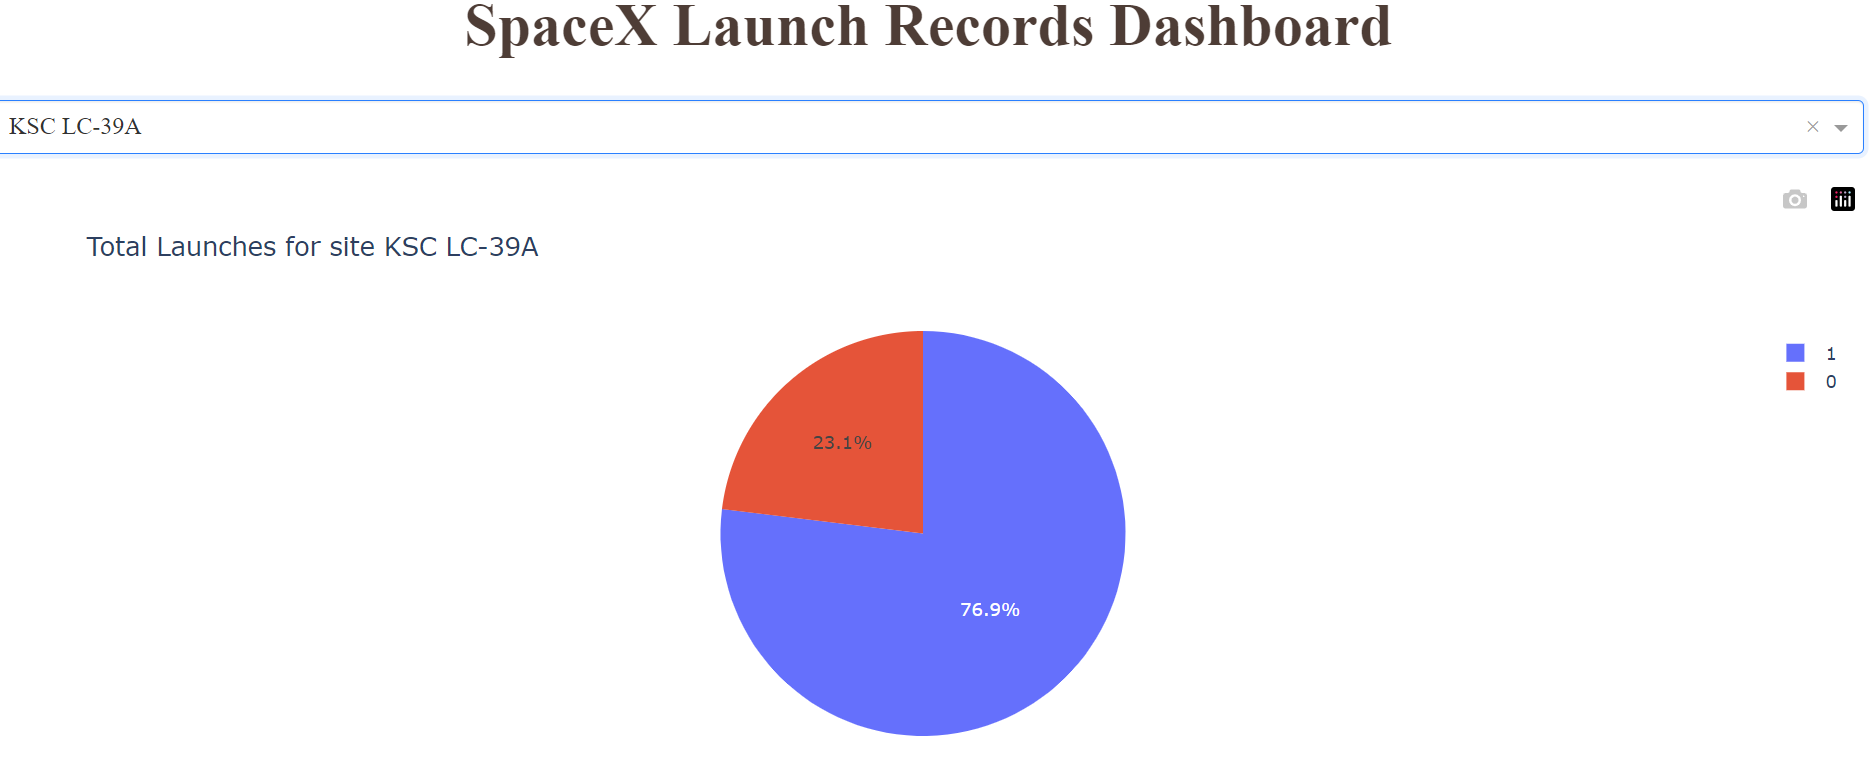 SpaceX Launch Records Dashboard
KSC LC-39A
Total Launches for site KSC LC-39A
1
0
23.1%
76.9%